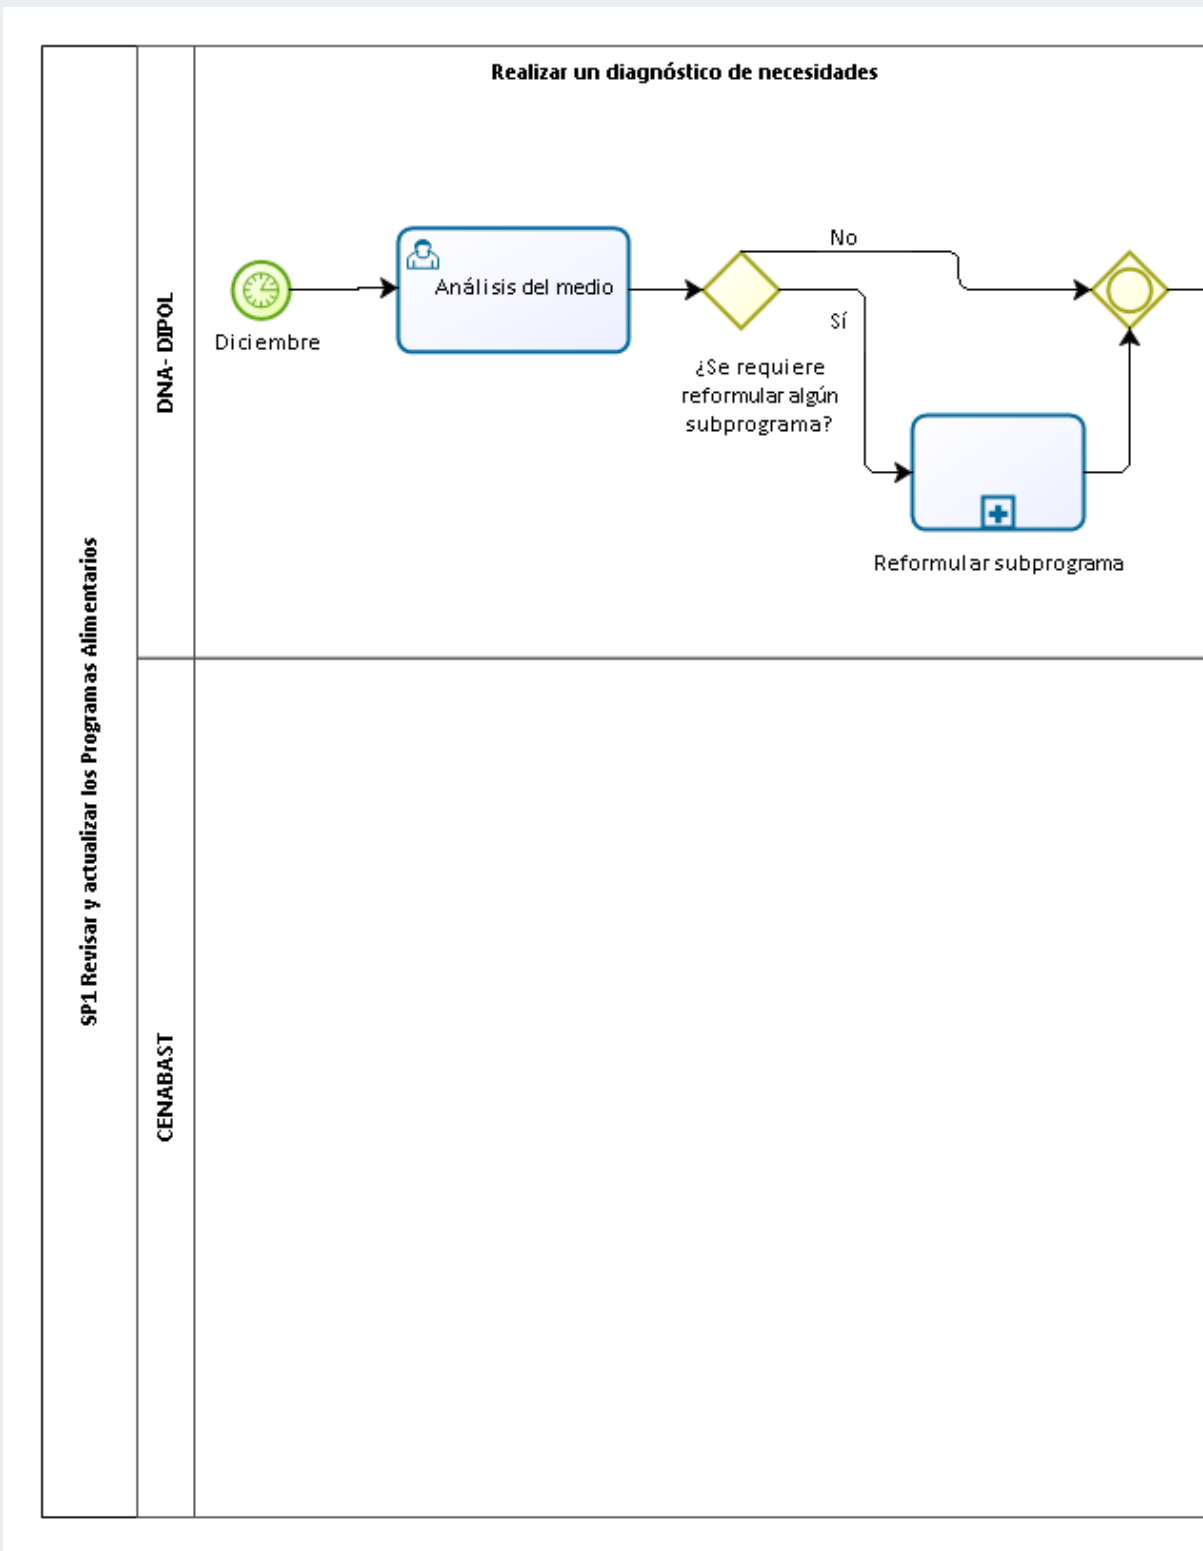 Realizar un diagnóstico de necesidades
SP1 Revisar y actualizar los Programas Alimentarios
DNA- DIPOL
Diciembre
Análisis del medio
No
Sí
¿Se requiere
reformular algún
subprograma?
Reformular subprograma
CENABAST